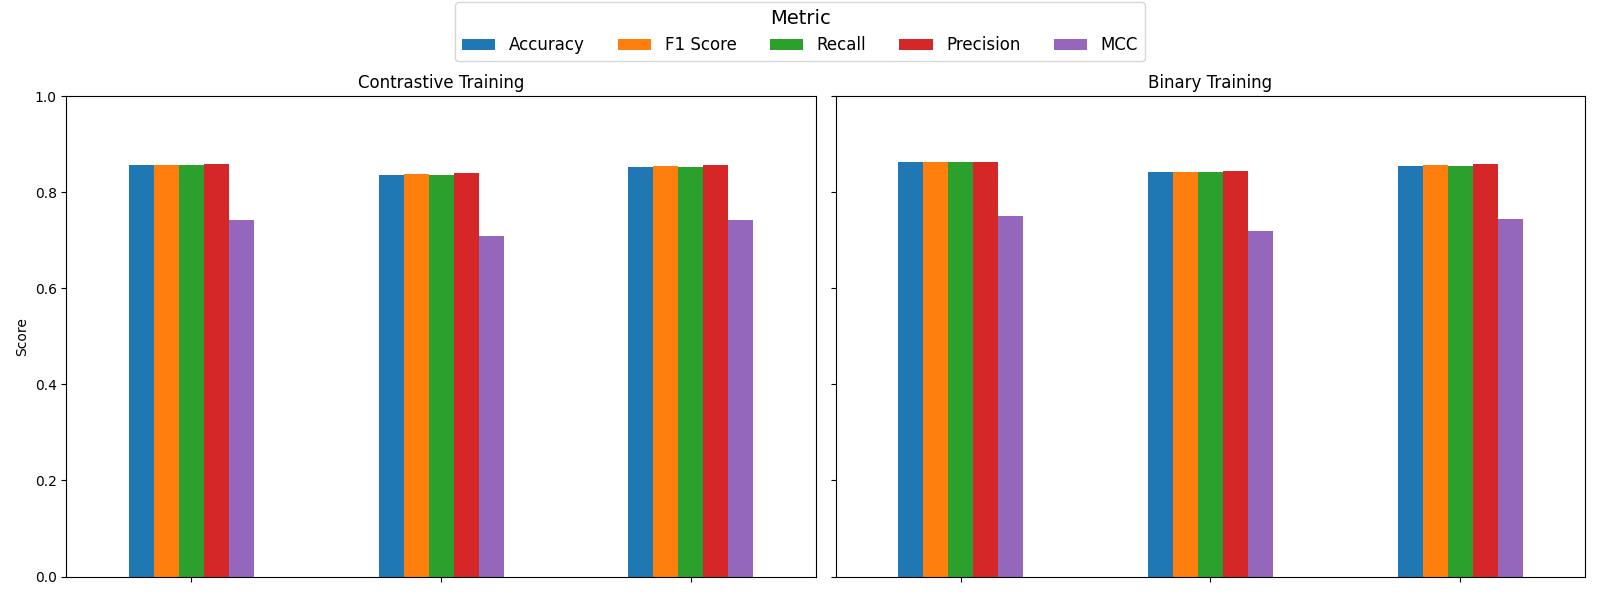 Metric
Accuracy F1 Score Recall Precision MCC
Contrastive Training Binary Training
1.0
0.8
0.6
0.4
0.2
0.0
Score